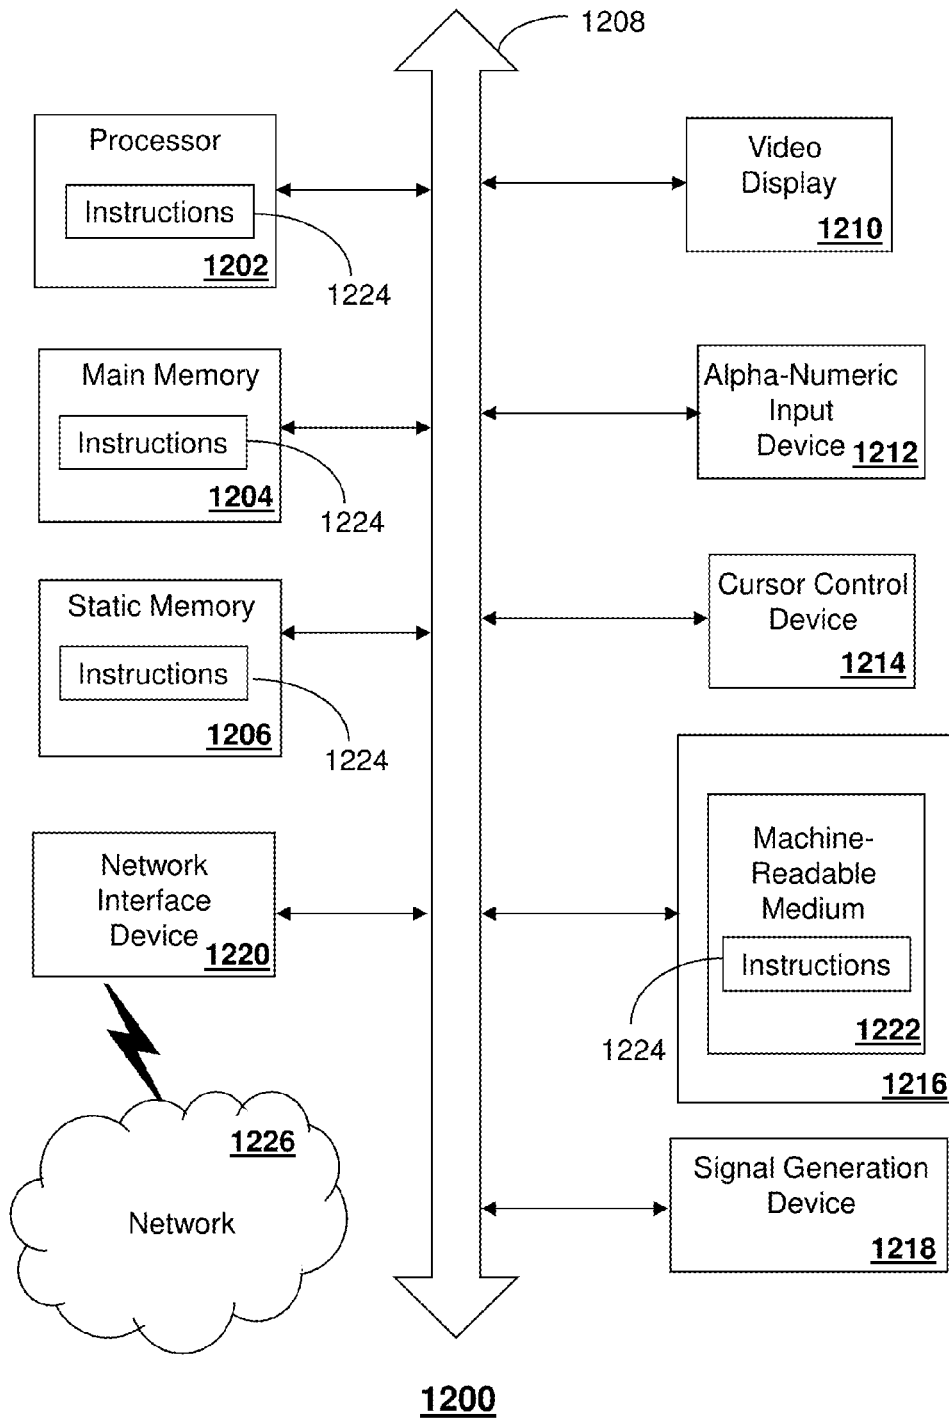 1208
Processor
Instructions
1202
1224
Main Memory
Instructions
1204
1224
Static Memory
Instructions
1206
1224
Network
Interface
Device
1220
1226
Network
Video
Display
1210
Alpha-Numeric
Input
Device
1212
Cursor Control
Device
1214
Machine-
Readable
Medium
Instructions
1224
1222
1216
Signal Generation
Device
1218
1200